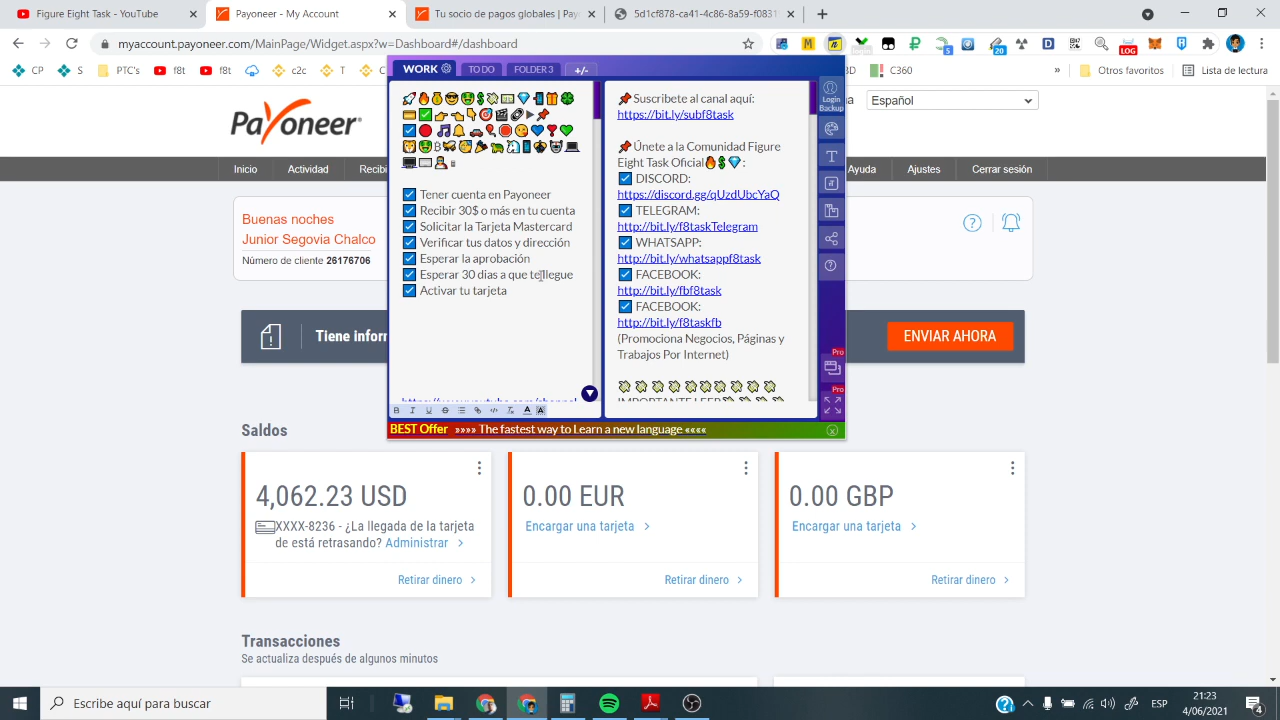 Figure Eight Task - YouTube
Payoneer - My Account
Tu socio de pagos globales | Payo
5d1cf878-ca41-4c86-8a59-f0831
myaccount.payoneer.com/MainPage/Widget.aspx?w=Dashboard#/dashboard
CP
S
PTC's
f8t
f8t
c2c
T
C
C360
Otros favoritos
Lista de lectura
WORK
TO DO
FOLDER 3
+/-
Login
Backup
Payoneer
Español
Inicio
Actividad
Recibi
Ayuda
Ajustes
Cerrar sesión
Tener cuenta en Payoneer
Recibir 30$ o más en tu cuenta
Solicitar la Tarjeta Mastercard
Verificar tus datos y dirección
Esperar la aprobación
Esperar 30 dias a que te llegue
Activar tu tarjeta
Suscribete al canal aquí:
https://bit.ly/subf8task
Únete a la Comunidad Figure
Eight Task Oficial
DISCORD:
https://discord.gg/qUzdUbcYaQ
TELEGRAM:
http://bit.ly/f8taskTelegram
WHATSAPP:
http://bit.ly/whatsappf8task
FACEBOOK:
http://bit.ly/fbf8task
FACEBOOK:
http://bit.ly/f8taskfb
(Promociona Negocios, Páginas y
Trabajos Por Internet)
IMPORTANTE LEER
Pro
Pro
BEST Offer »»»» The fastest way to Learn a new language ««««
Buenas noches
Junior Segovia Chalco
Número de cliente 26176706
Tiene infor
ENVIAR AHORA
Saldos
4,062.23 USD
XXXX-8236 - ¿La llegada de la tarjeta
de está retrasando? Administrar >
Retirar dinero >
0.00 EUR
Encargar una tarjeta >
Retirar dinero >
0.00 GBP
Encargar una tarjeta >
Retirar dinero >
Transacciones
Se actualiza después de algunos minutos
Escribe aquí para buscar
ESP
21:23
4/06/2021